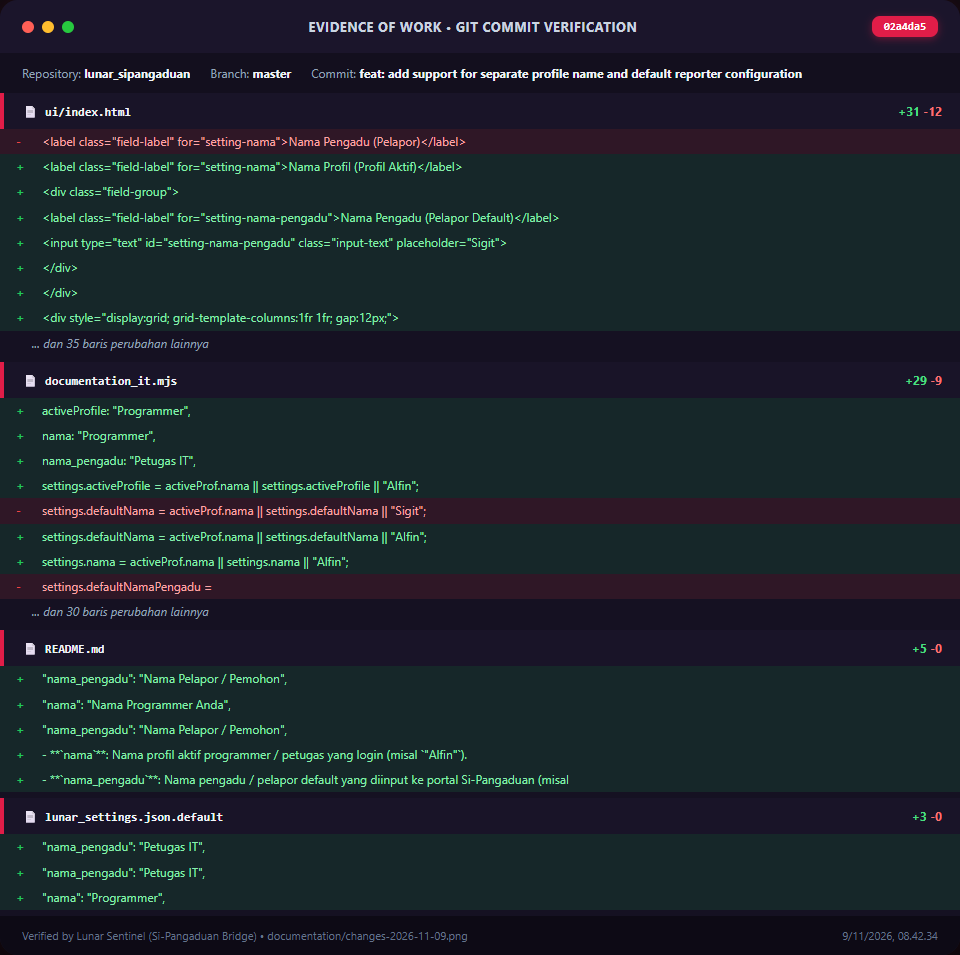 EVIDENCE OF WORK • GIT COMMIT VERIFICATION
02a4da5
Repository: lunar_sipangaduan Branch: master Commit: feat: add support for separate profile name and default reporter configuration
ui/index.html +31 -12
- <label class="field-label" for="setting-nama">Nama Pengadu (Pelapor)</label>
+ <label class="field-label" for="setting-nama">Nama Profil (Profil Aktif)</label>
+ <div class="field-group">
+ <label class="field-label" for="setting-nama-pengadu">Nama Pengadu (Pelapor Default)</label>
+ <input type="text" id="setting-nama-pengadu" class="input-text" placeholder="Sigit">
+ </div>
+ </div>
+ <div style="display:grid; grid-template-columns:1fr 1fr; gap:12px;">
... dan 35 baris perubahan lainnya
documentation_it.mjs +29 -9
+ activeProfile: "Programmer",
+ nama: "Programmer",
+ nama_pengadu: "Petugas IT",
+ settings.activeProfile = activeProf.nama || settings.activeProfile || "Alfin";
- settings.defaultNama = activeProf.nama || settings.defaultNama || "Sigit";
+ settings.defaultNama = activeProf.nama || settings.defaultNama || "Alfin";
+ settings.nama = activeProf.nama || settings.nama || "Alfin";
- settings.defaultNamaPengadu =
... dan 30 baris perubahan lainnya
README.md +5 -0
+ "nama_pengadu": "Nama Pelapor / Pemohon",
+ "nama": "Nama Programmer Anda",
+ "nama_pengadu": "Nama Pelapor / Pemohon",
+ - **`nama`**: Nama profil aktif programmer / petugas yang login (misal `"Alfin"`).
+ - **`nama_pengadu`**: Nama pengadu / pelapor default yang diinput ke portal Si-Pangaduan (misal
lunar_settings.json.default +3 -0
+ "nama_pengadu": "Petugas IT",
+ "nama_pengadu": "Petugas IT",
+ "nama": "Programmer",
Verified by Lunar Sentinel (Si-Pangaduan Bridge) • documentation/changes-2026-11-09.png 9/11/2026, 08.42.34